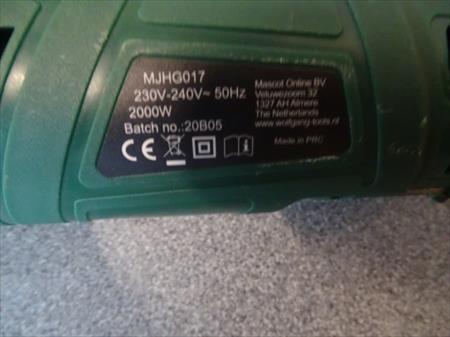 MJHG017
230V-240V~ 50Hz
2000W
Batch no.:20B05
CE
Mascot Online BV
Veluwezoom 32
1327 AH Almere
The Netherlands
www.wolfgang-tools.nl
Made in PRC